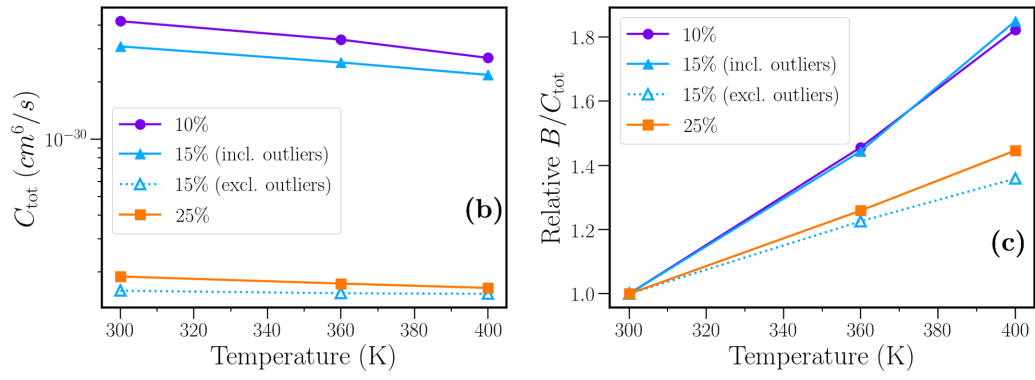 C_tot (cm^6/s)
10^-30
10%
15% (incl. outliers)
15% (excl. outliers)
25%
(b)
300 320 340 360 380 400
Temperature (K)
Relative B/C_tot
1.8
1.6
1.4
1.2
1.0
10%
15% (incl. outliers)
15% (excl. outliers)
25%
(c)
300 320 340 360 380 400
Temperature (K)